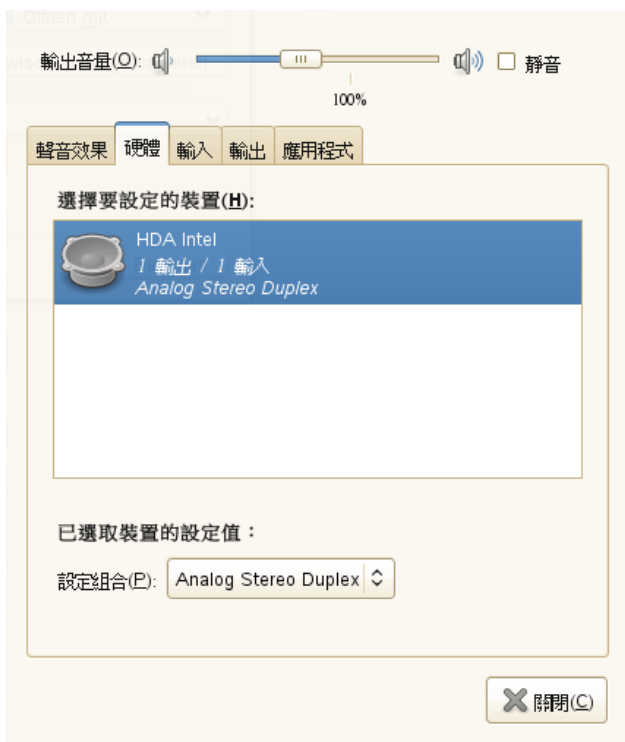 Öffnen mit
輸出音量(O):
靜音
100%
聲音效果 硬體 輸入 輸出 應用程式
選擇要設定的裝置(H):
HDA Intel
1 輸出 / 1 輸入
Analog Stereo Duplex
已選取裝置的設定值：
設定組合(P): Analog Stereo Duplex
關閉(C)